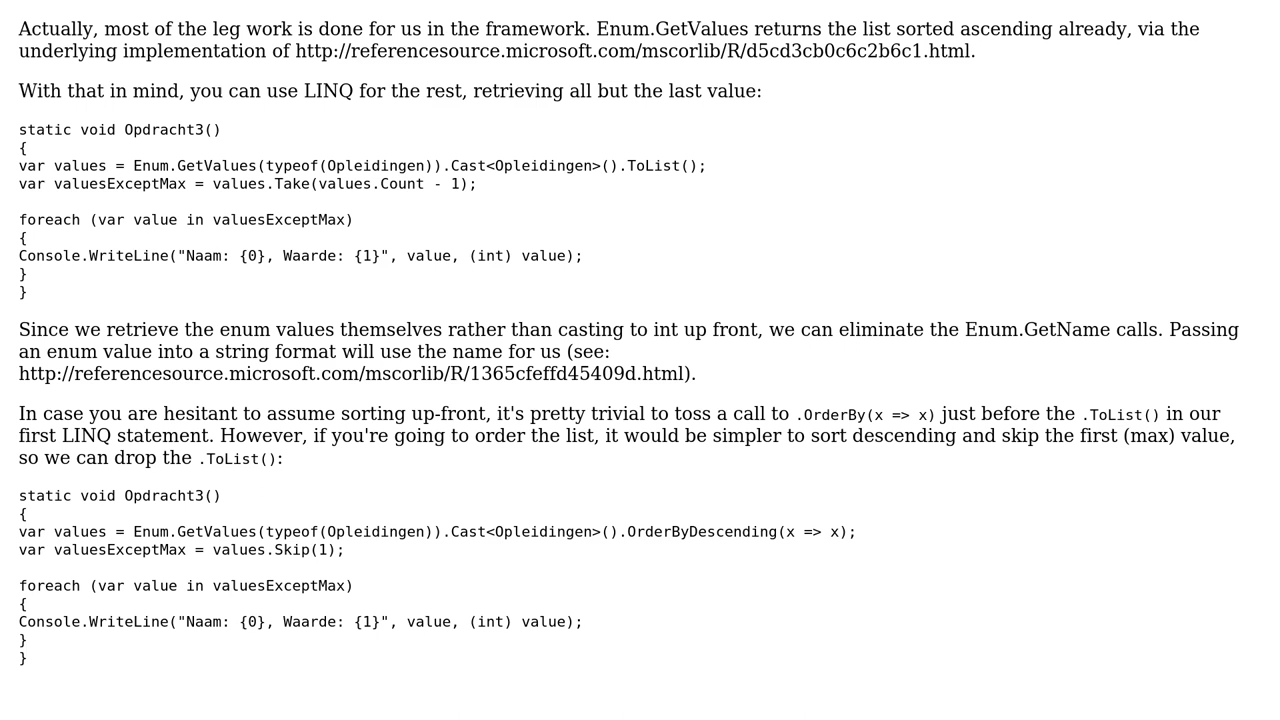 Actually, most of the leg work is done for us in the framework. Enum.GetValues returns the list sorted ascending already, via the
underlying implementation of http://referencesource.microsoft.com/mscorlib/R/d5cd3cb0c6c2b6c1.html.
With that in mind, you can use LINQ for the rest, retrieving all but the last value:
static void Opdracht3()
{
var values = Enum.GetValues(typeof(Opleidingen)).Cast<Opleidingen>().ToList();
var valuesExceptMax = values.Take(values.Count - 1);
foreach (var value in valuesExceptMax)
{
Console.WriteLine("Naam: {0}, Waarde: {1}", value, (int) value);
}
}
Since we retrieve the enum values themselves rather than casting to int up front, we can eliminate the Enum.GetName calls. Passing
an enum value into a string format will use the name for us (see:
http://referencesource.microsoft.com/mscorlib/R/1365cfeffd45409d.html).
In case you are hesitant to assume sorting up-front, it's pretty trivial to toss a call to .OrderBy(x => x) just before the .ToList() in our
first LINQ statement. However, if you're going to order the list, it would be simpler to sort descending and skip the first (max) value,
so we can drop the .ToList():
static void Opdracht3()
{
var values = Enum.GetValues(typeof(Opleidingen)).Cast<Opleidingen>().OrderByDescending(x => x);
var valuesExceptMax = values.Skip(1);
foreach (var value in valuesExceptMax)
{
Console.WriteLine("Naam: {0}, Waarde: {1}", value, (int) value);
}
}